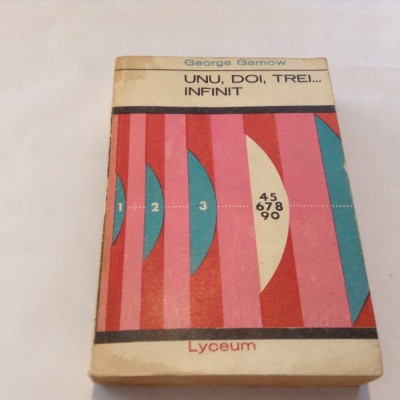 George Gamow
UNU, DOI, TREI...
INFINIT
1 2 3
45
678
90
Lyceum